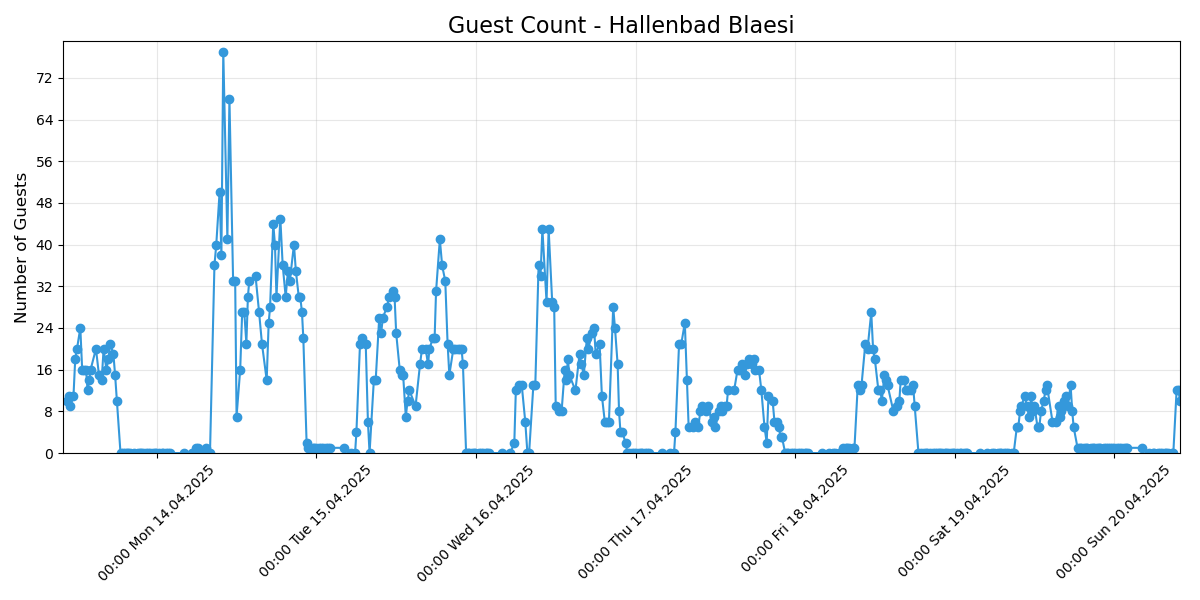 Guest Count - Hallenbad Blaesi
Number of Guests
72
64
56
48
40
32
24
16
8
0
00:00 Mon 14.04.2025
00:00 Tue 15.04.2025
00:00 Wed 16.04.2025
00:00 Thu 17.04.2025
00:00 Fri 18.04.2025
00:00 Sat 19.04.2025
00:00 Sun 20.04.2025